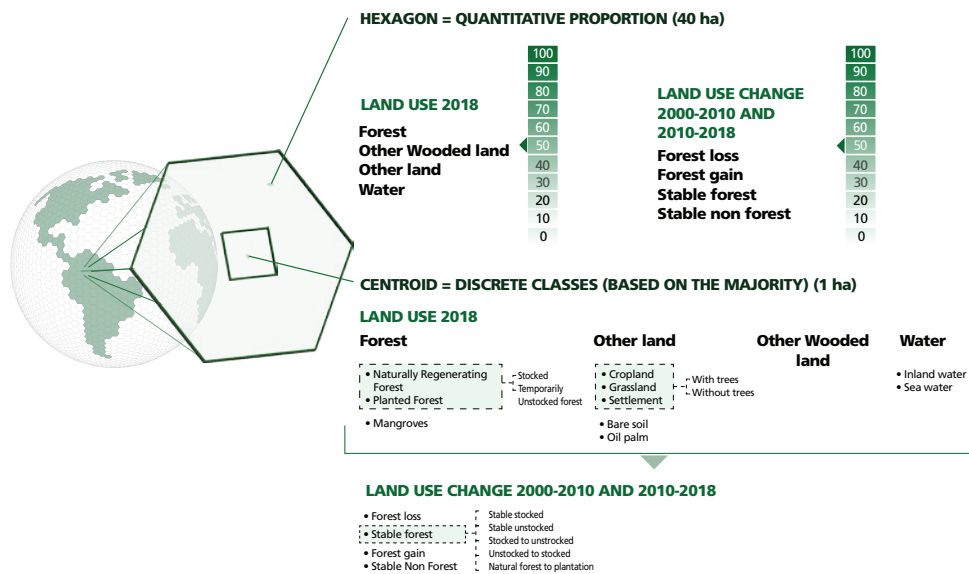 HEXAGON = QUANTITATIVE PROPORTION (40 ha)
LAND USE 2018
Forest
Other Wooded land
Other land
Water
100
90
80
70
60
50
40
30
20
10
0
LAND USE CHANGE
2000-2010 AND
2010-2018
Forest loss
Forest gain
Stable forest
Stable non forest
100
90
80
70
60
50
40
30
20
10
0
CENTROID = DISCRETE CLASSES (BASED ON THE MAJORITY) (1 ha)
LAND USE 2018
Forest
• Naturally Regenerating
Forest
• Planted Forest
Stocked
Temporarily
Unstocked forest
• Mangroves
Other land
• Cropland
• Grassland
• Settlement
With trees
Without trees
• Bare soil
• Oil palm
Other Wooded
land
Water
• Inland water
• Sea water
LAND USE CHANGE 2000-2010 AND 2010-2018
• Forest loss
• Stable forest
• Forest gain
• Stable Non Forest
Stable stocked
Stable unstocked
Stocked to unstrocked
Unstocked to stocked
Natural forest to plantation